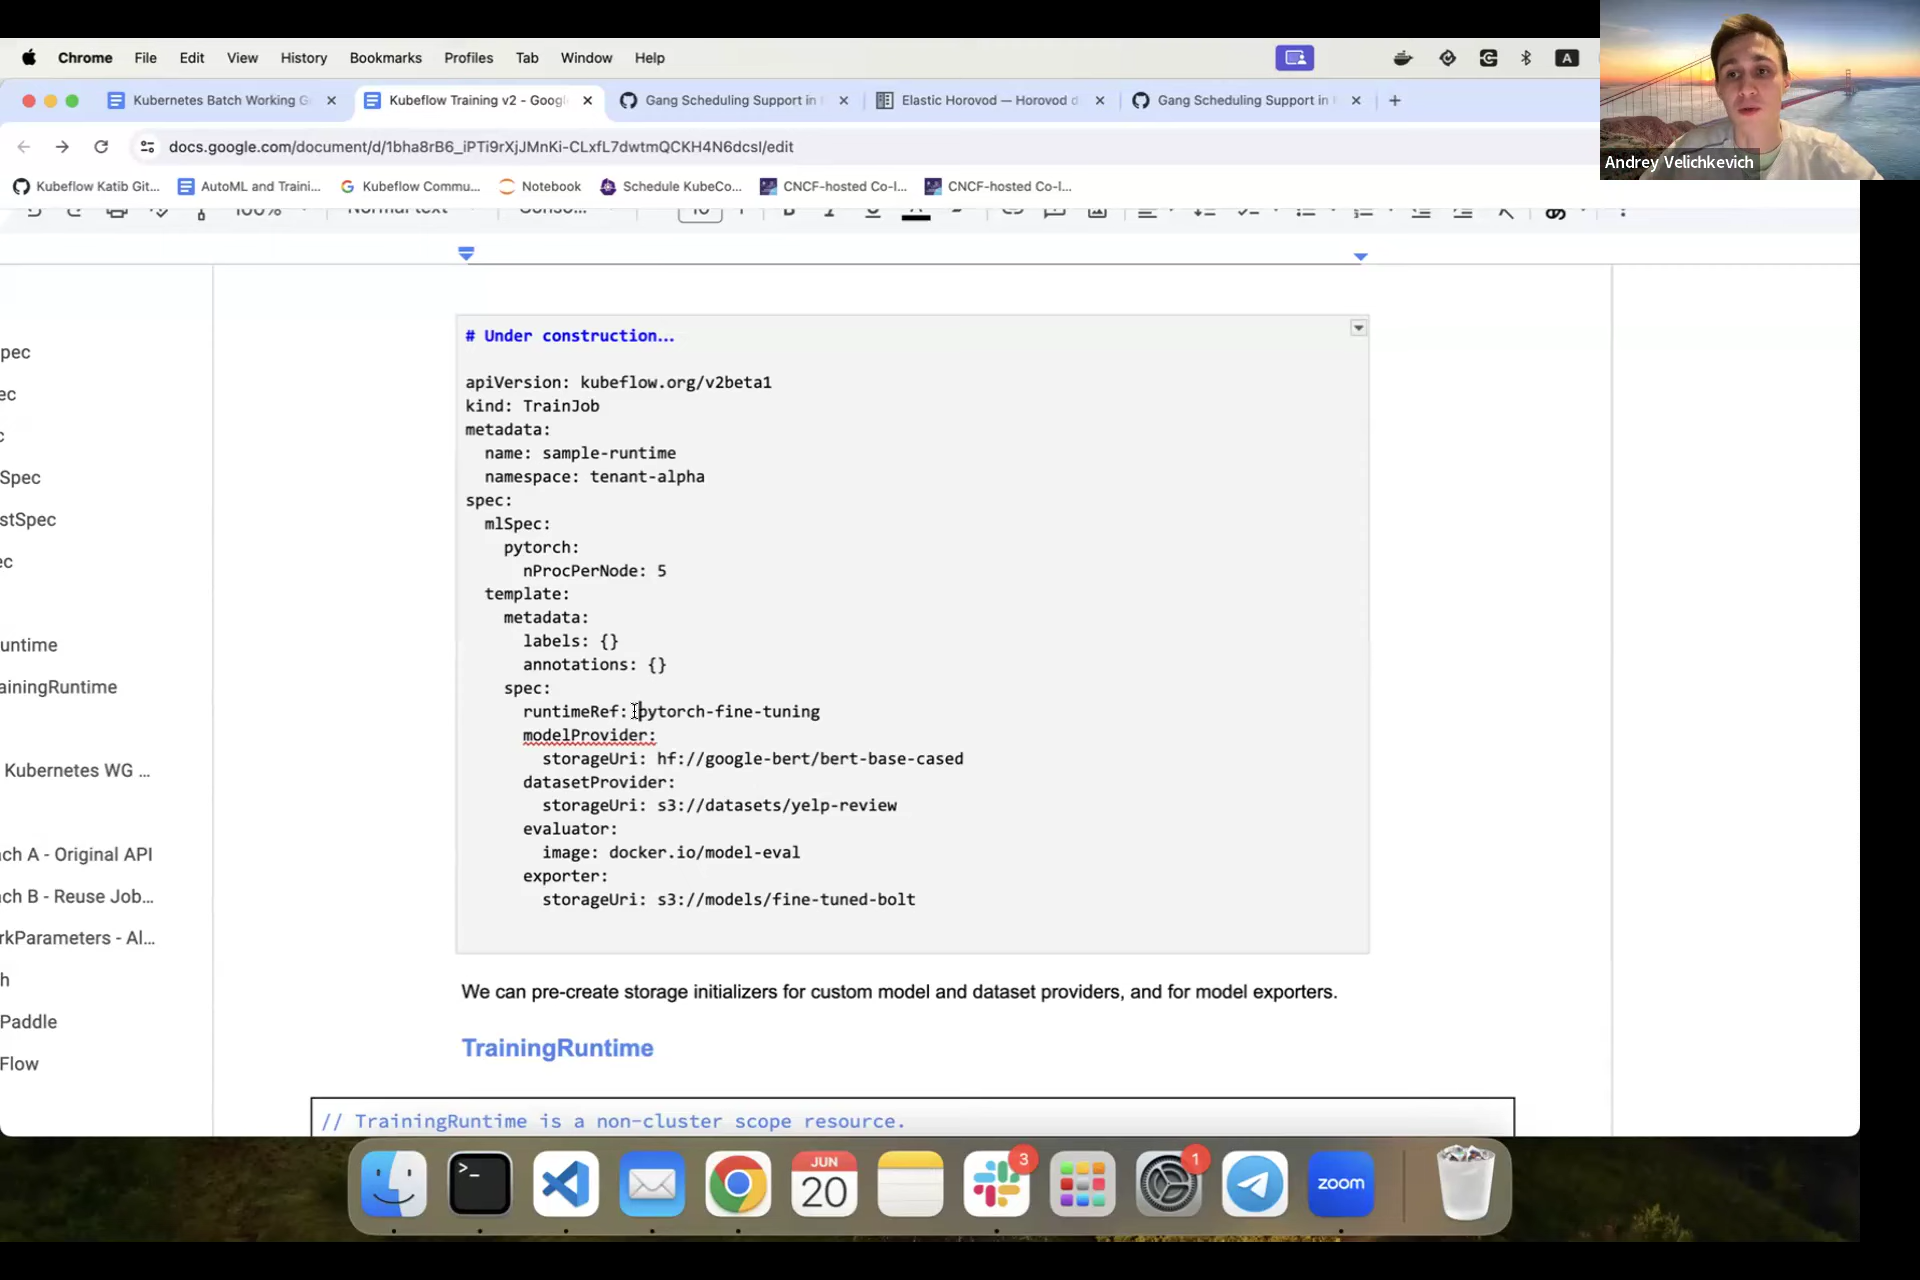 Chrome File Edit View History Bookmarks Profiles Tab Window Help
A
Andrey Velichkevich
Kubernetes Batch Working G
Kubeflow Training v2 - Googl
Gang Scheduling Support in
Elastic Horovod — Horovod d
Gang Scheduling Support in
docs.google.com/document/d/1bha8rB6_iPTi9rXjJMnKi-CLxfL7dwtmQCKH4N6dcsI/edit
Kubeflow Katib Git...
AutoML and Traini...
Kubeflow Commu...
Notebook
Schedule KubeCo...
CNCF-hosted Co-l...
CNCF-hosted Co-l...
100%
Normal text
10
pec
ec
c
Spec
stSpec
ec
untime
ainingRuntime
Kubernetes WG ...
ch A - Original API
ch B - Reuse Job...
rkParameters - Al...
h
Paddle
Flow
# Under construction...
apiVersion: kubeflow.org/v2beta1
kind: TrainJob
metadata:
name: sample-runtime
namespace: tenant-alpha
spec:
mlSpec:
pytorch:
nProcPerNode: 5
template:
metadata:
labels: {}
annotations: {}
spec:
runtimeRef: pytorch-fine-tuning
modelProvider:
storageUri: hf://google-bert/bert-base-cased
datasetProvider:
storageUri: s3://datasets/yelp-review
evaluator:
image: docker.io/model-eval
exporter:
storageUri: s3://models/fine-tuned-bolt
We can pre-create storage initializers for custom model and dataset providers, and for model exporters.
TrainingRuntime
// TrainingRuntime is a non-cluster scope resource.
JUN
20
3
1
zoom